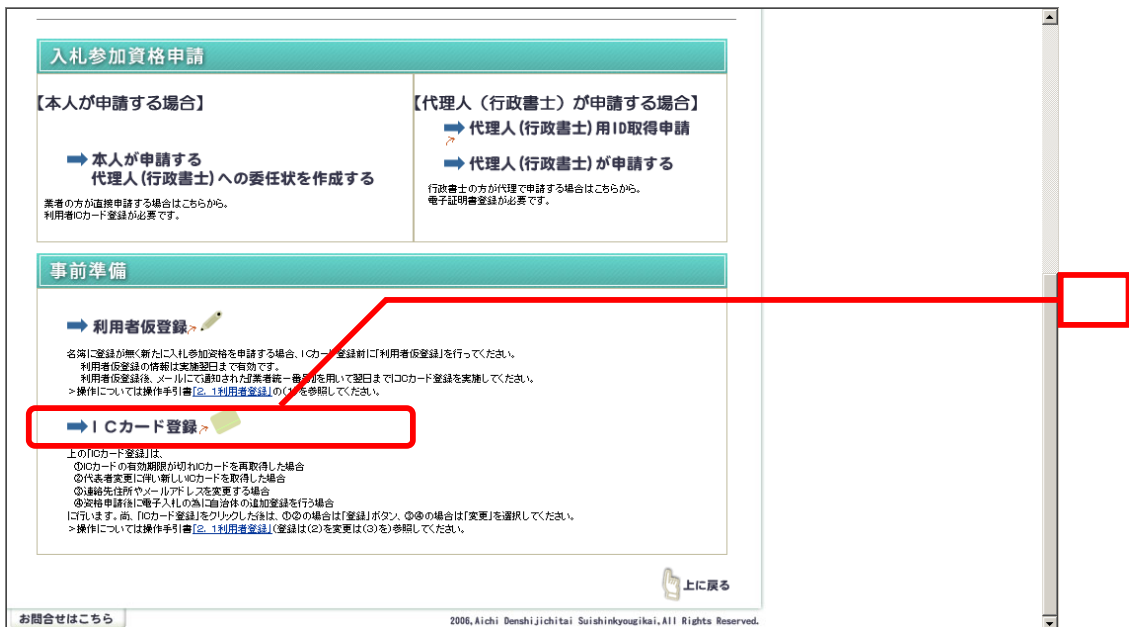 入札参加資格申請
【本人が申請する場合】
➡ 本人が申請する
代理人(行政書士)への委任状を作成する
業者の方が直接申請する場合はこちらから。
利用者ICカード登録が必要です。
【代理人(行政書士)が申請する場合】
➡ 代理人(行政書士)用ID取得申請
➡ 代理人(行政書士)が申請する
行政書士の方が代理で申請する場合はこちらから。
電子証明書登録が必要です。
事前準備
➡ 利用者仮登録
名簿に登録が無く新たに入札参加資格を申請する場合、ICカード登録前に「利用者仮登録」を行ってください。
利用者仮登録の情報は実施翌日まで有効です。
利用者仮登録後、メールにて通知された「業者統一番号」を用いて翌日までにICカード登録を実施してください。
>操作については操作手引書「2. 1利用者登録」の(1)を参照してください。
➡ ICカード登録
上の「ICカード登録」は、
①ICカードの有効期限が切れICカードを再取得した場合
②代表者変更に伴い新しいICカードを取得した場合
③連絡先住所やメールアドレスを変更する場合
④資格申請後に電子入札の為に自治体の追加登録を行う場合
に行います。尚、「ICカード登録」をクリックした後は、①②の場合は「登録」ボタン、③④の場合は「変更」を選択してください。
>操作については操作手引書「2. 1利用者登録」(登録は(2)を変更は(3)を)参照してください。
上に戻る
お問合せはこちら
2006,Aichi Denshijichitai Suishinkyougikai,All Rights Reserved.